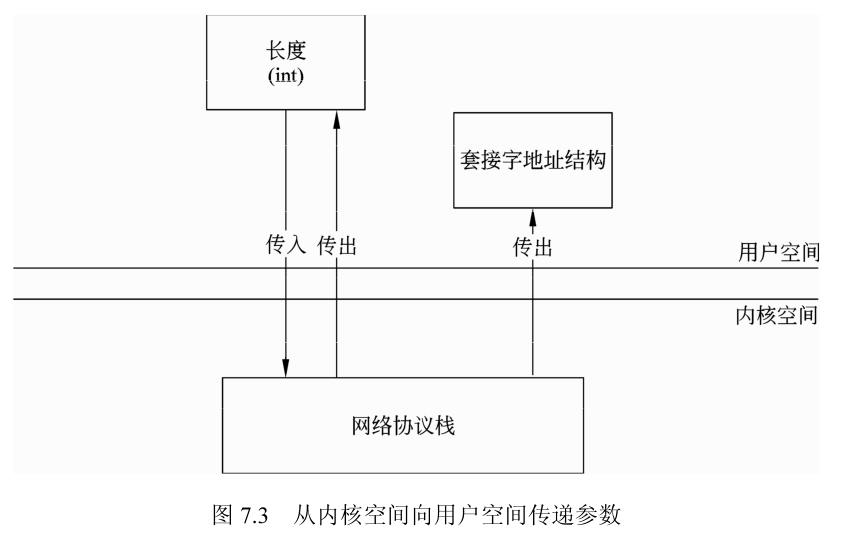 长度
(int)
套接字地址结构
传入 传出 传出
用户空间
内核空间
网络协议栈
图 7.3 从内核空间向用户空间传递参数